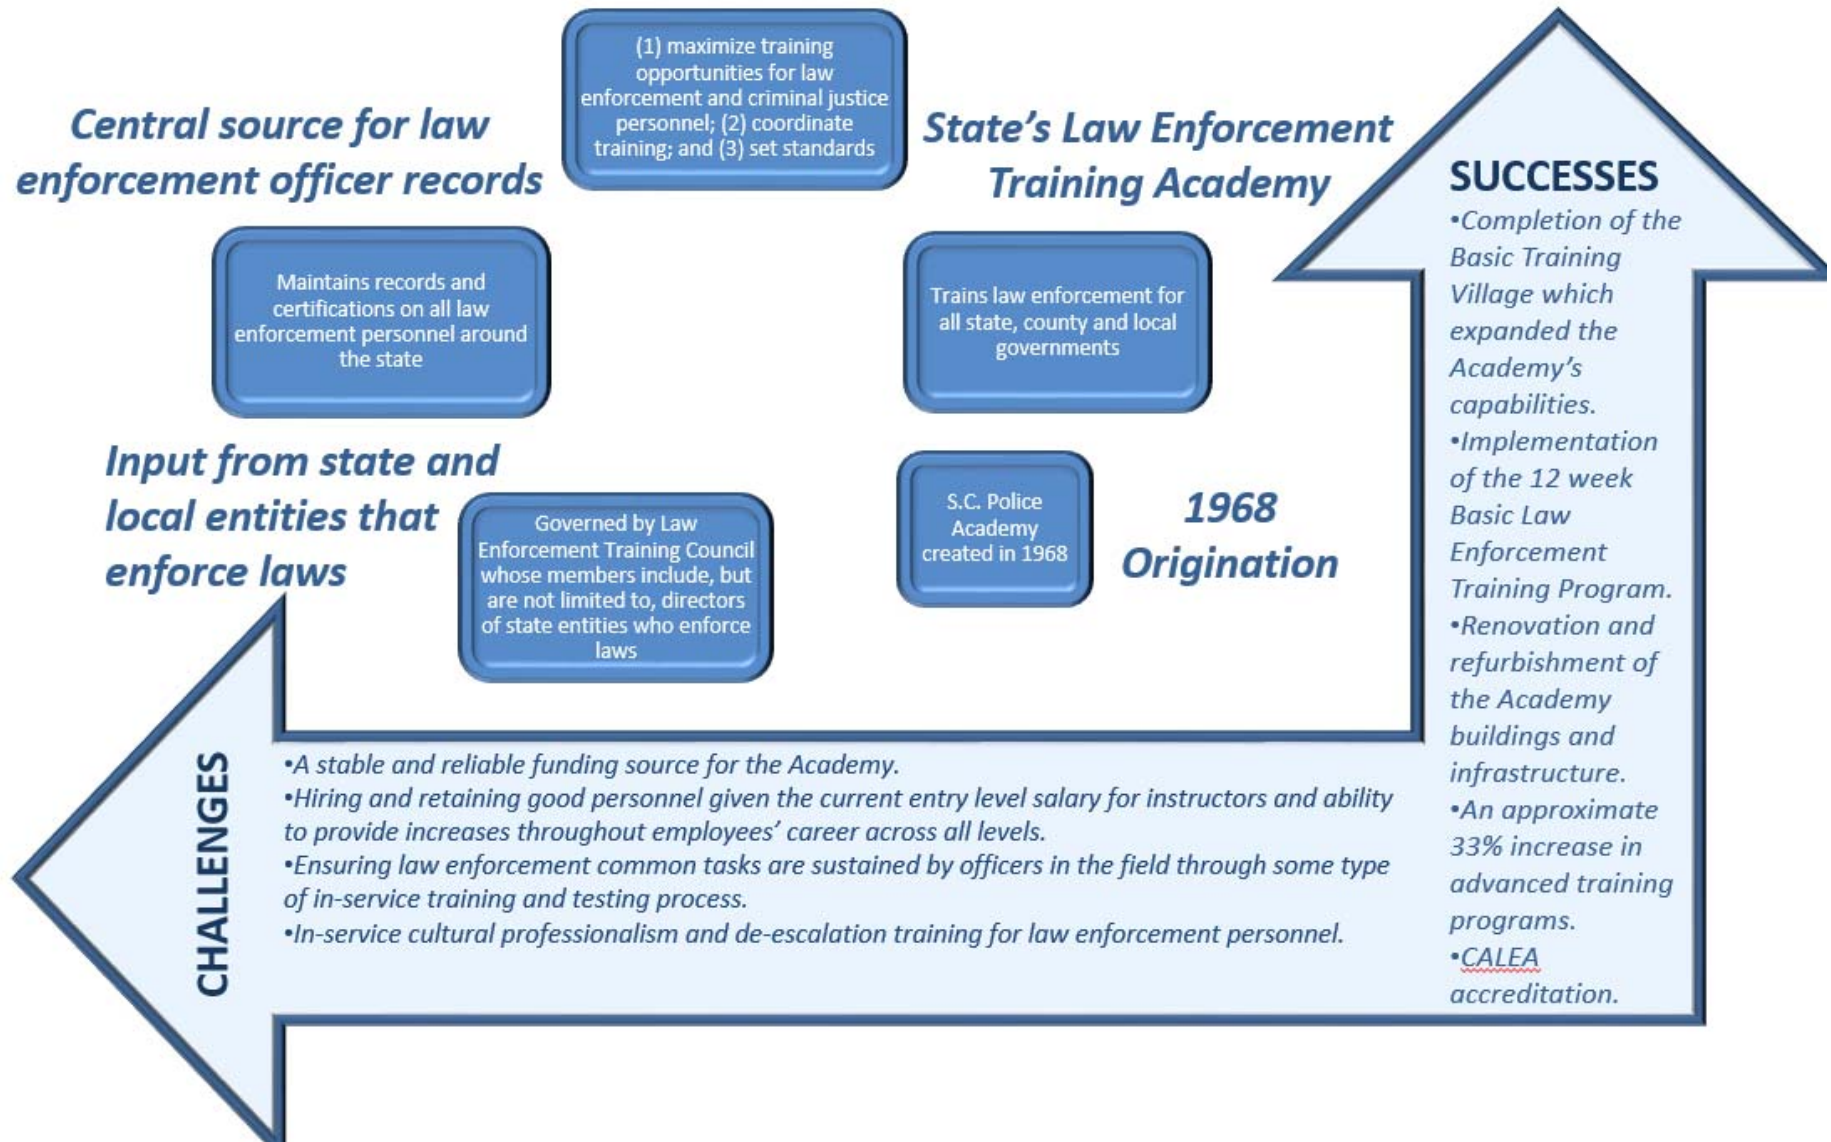 (1) maximize training
opportunities for law
enforcement and criminal justice
personnel; (2) coordinate
training; and (3) set standards
Central source for law
enforcement officer records
State’s Law Enforcement
Training Academy
Maintains records and
certifications on all law
enforcement personnel around
the state
Trains law enforcement for
all state, county and local
governments
Input from state and
local entities that
enforce laws
Governed by Law
Enforcement Training Council
whose members include, but
are not limited to, directors
of state entities who enforce
laws
S.C. Police
Academy
created in 1968
1968
Origination
SUCCESSES
•Completion of the
Basic Training
Village which
expanded the
Academy’s
capabilities.
•Implementation
of the 12 week
Basic Law
Enforcement
Training Program.
•Renovation and
refurbishment of
the Academy
buildings and
infrastructure.
•An approximate
33% increase in
advanced training
programs.
•CALEA
accreditation.
CHALLENGES
•A stable and reliable funding source for the Academy.
•Hiring and retaining good personnel given the current entry level salary for instructors and ability
to provide increases throughout employees’ career across all levels.
•Ensuring law enforcement common tasks are sustained by officers in the field through some type
of in-service training and testing process.
•In-service cultural professionalism and de-escalation training for law enforcement personnel.